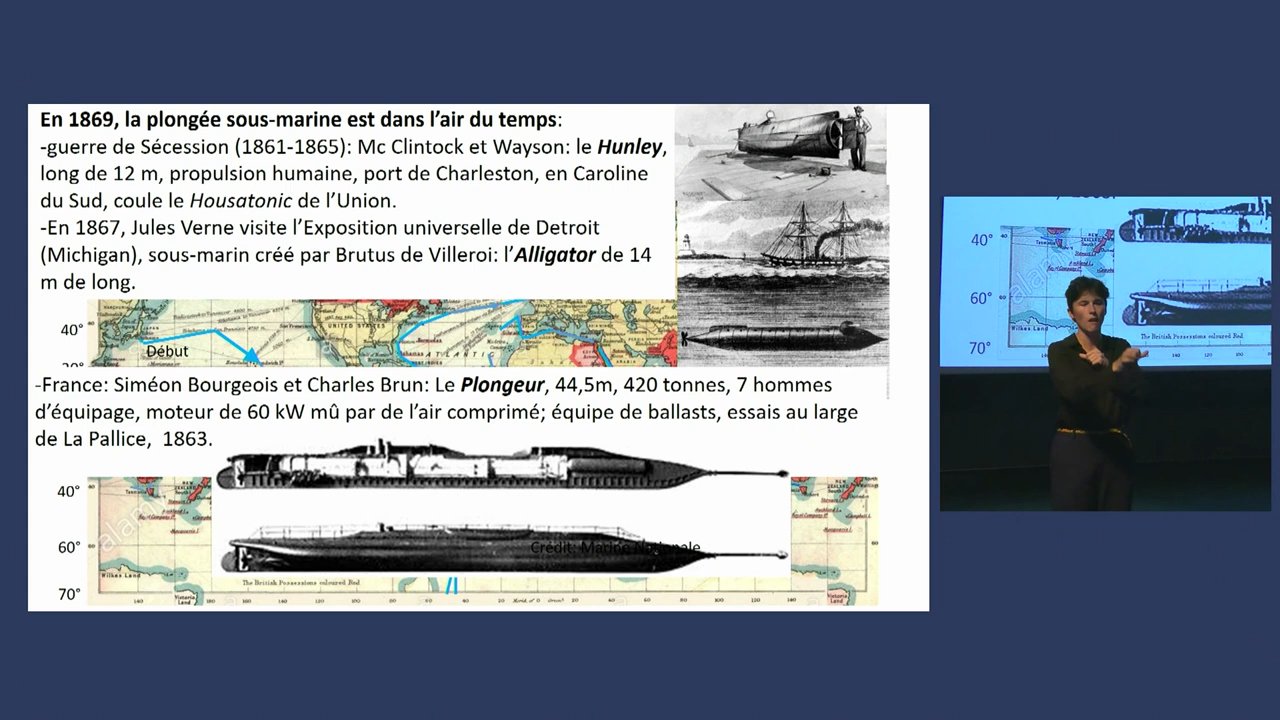 En 1869, la plongée sous-marine est dans l’air du temps:
-guerre de Sécession (1861-1865): Mc Clintock et Wayson: le Hunley,
long de 12 m, propulsion humaine, port de Charleston, en Caroline
du Sud, coule le Housatonic de l’Union.
-En 1867, Jules Verne visite l’Exposition universelle de Detroit
(Michigan), sous-marin créé par Brutus de Villeroi: l’Alligator de 14
m de long.
40°
UNITED STATES
Début
ATLANTIC
-France: Siméon Bourgeois et Charles Brun: Le Plongeur, 44,5m, 420 tonnes, 7 hommes
d’équipage, moteur de 60 kW mû par de l’air comprimé; équipe de ballasts, essais au large
de La Pallice, 1863.
40°
60°
Crédit: Marine Nationale
Wilkes Land
The British Possessions coloured Red
70°
Victoria
Land
40°
60°
Wilkes Land
The British Possessions coloured Red
70°